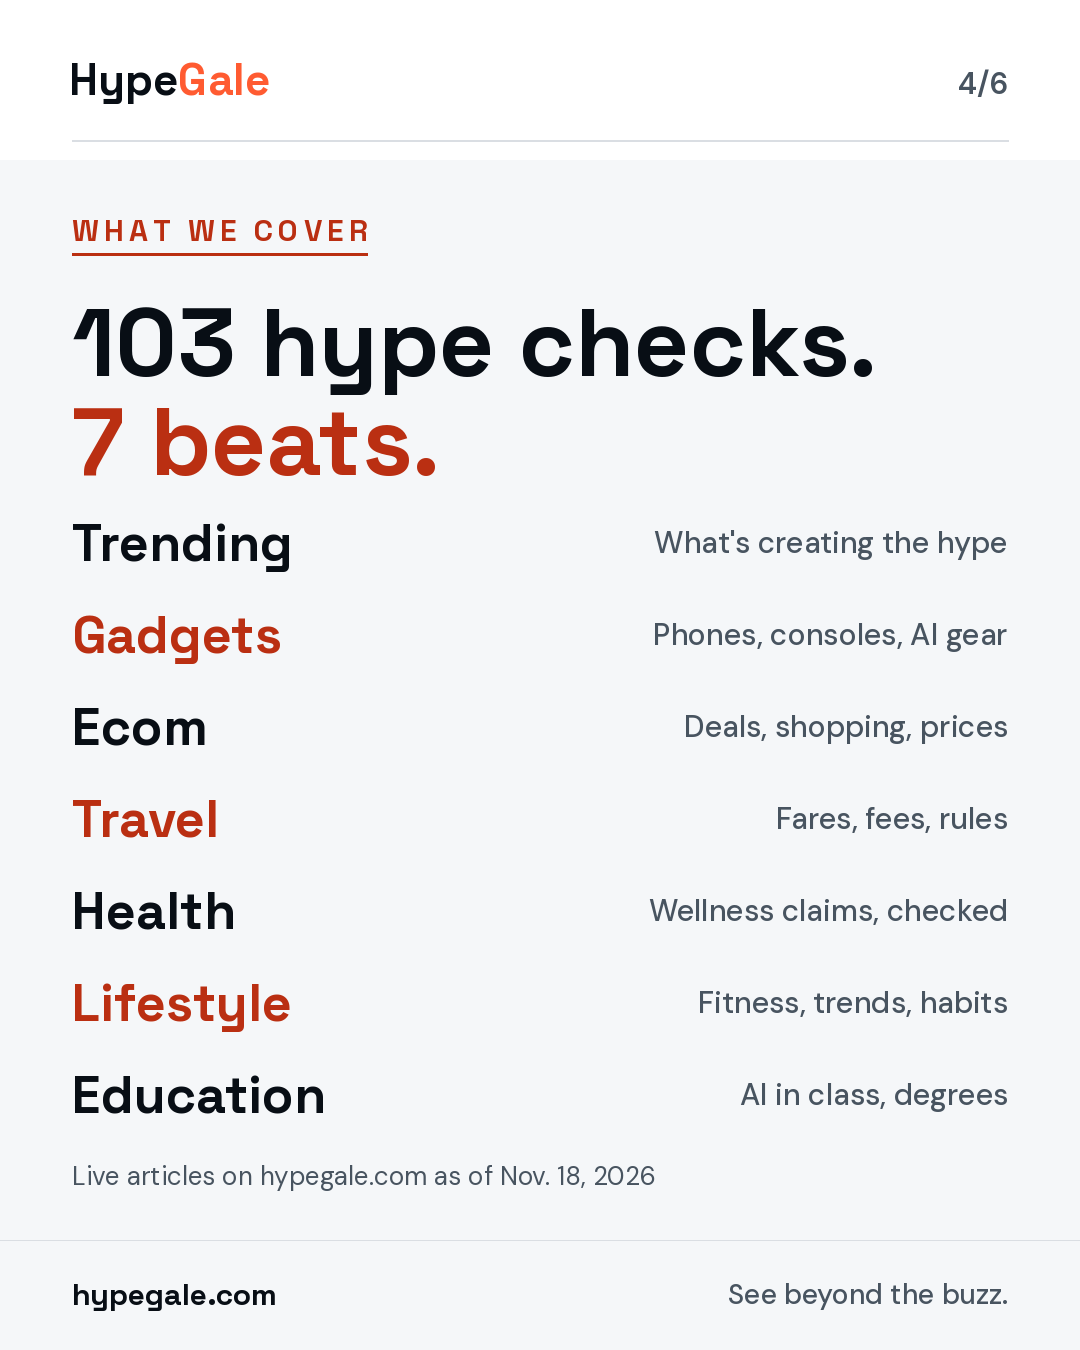 HypeGale
4/6
WHAT WE COVER
103 hype checks.
7 beats.
Trending What's creating the hype
Gadgets Phones, consoles, AI gear
Ecom Deals, shopping, prices
Travel Fares, fees, rules
Health Wellness claims, checked
Lifestyle Fitness, trends, habits
Education AI in class, degrees
Live articles on hypegale.com as of Nov. 18, 2026
hypegale.com See beyond the buzz.